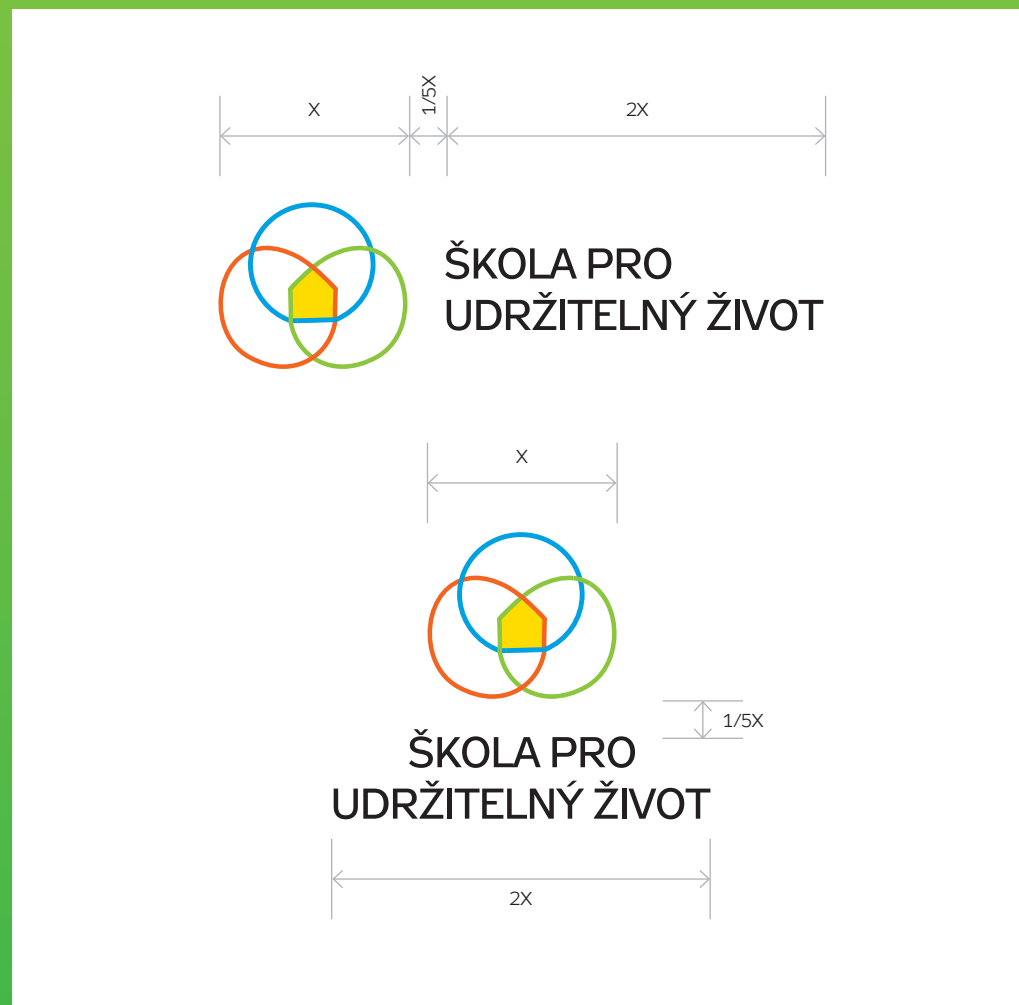 X
1/5X
2X
ŠKOLA PRO
UDRŽITELNÝ ŽIVOT
X
1/5X
ŠKOLA PRO
UDRŽITELNÝ ŽIVOT
2X